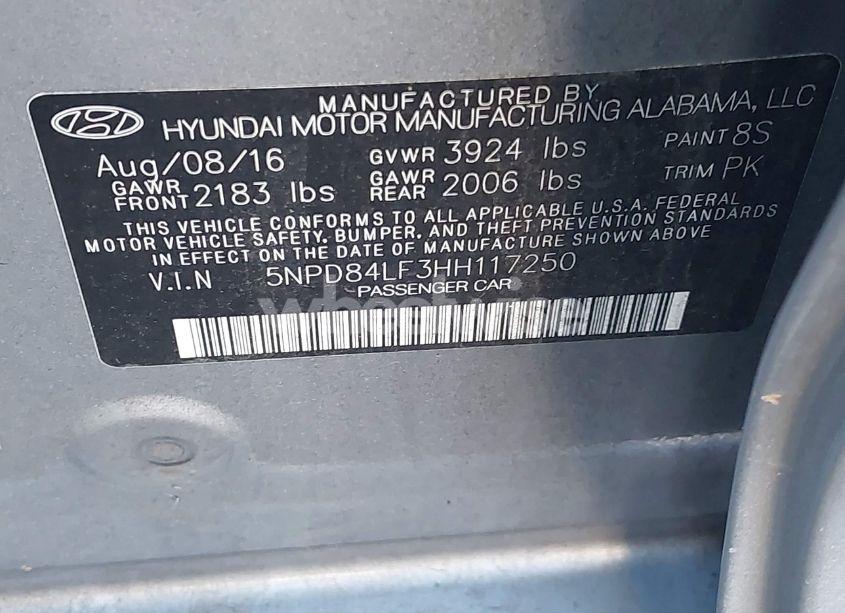 MANUFACTURED BY
HYUNDAI MOTOR MANUFACTURING ALABAMA, LLC
Aug/08/16 GVWR 3924 lbs PAINT 8S
GAWR FRONT 2183 lbs GAWR REAR 2006 lbs TRIM PK
THIS VEHICLE CONFORMS TO ALL APPLICABLE U.S.A. FEDERAL
MOTOR VEHICLE SAFETY, BUMPER, AND THEFT PREVENTION STANDARDS
IN EFFECT ON THE DATE OF MANUFACTURE SHOWN ABOVE
V.I.N 5NPD84LF3HH117250
PASSENGER CAR